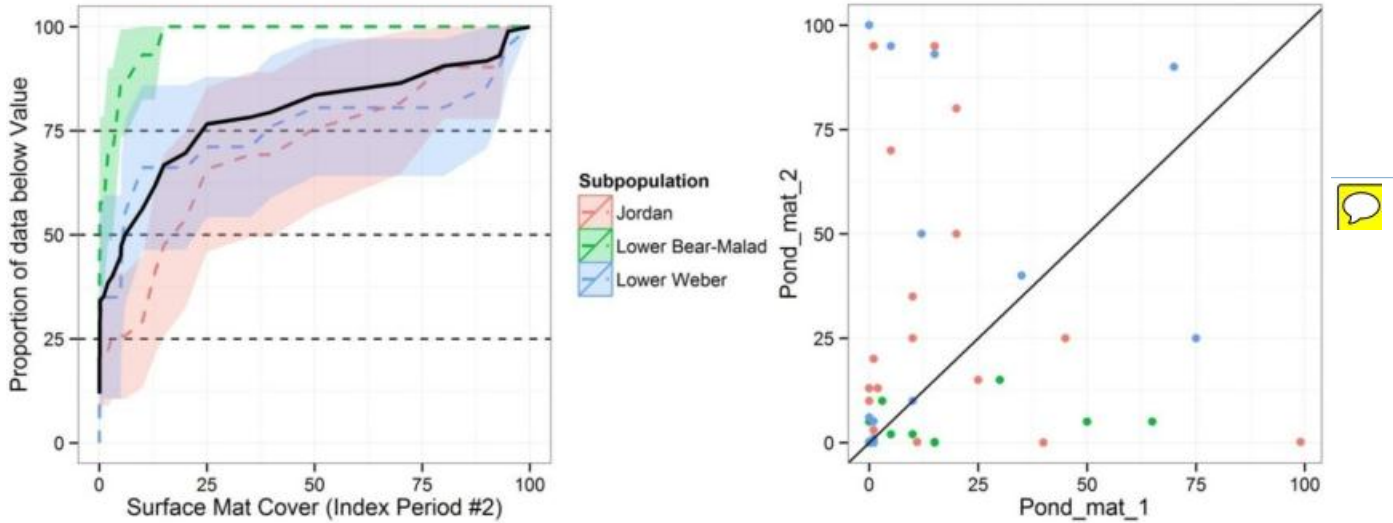 Proportion of data below Value
100
75
50
25
0
0 25 50 75 100
Surface Mat Cover (Index Period #2)
Subpopulation
Jordan
Lower Bear-Malad
Lower Weber
Pond_mat_2
100
75
50
25
0
0 25 50 75 100
Pond_mat_1